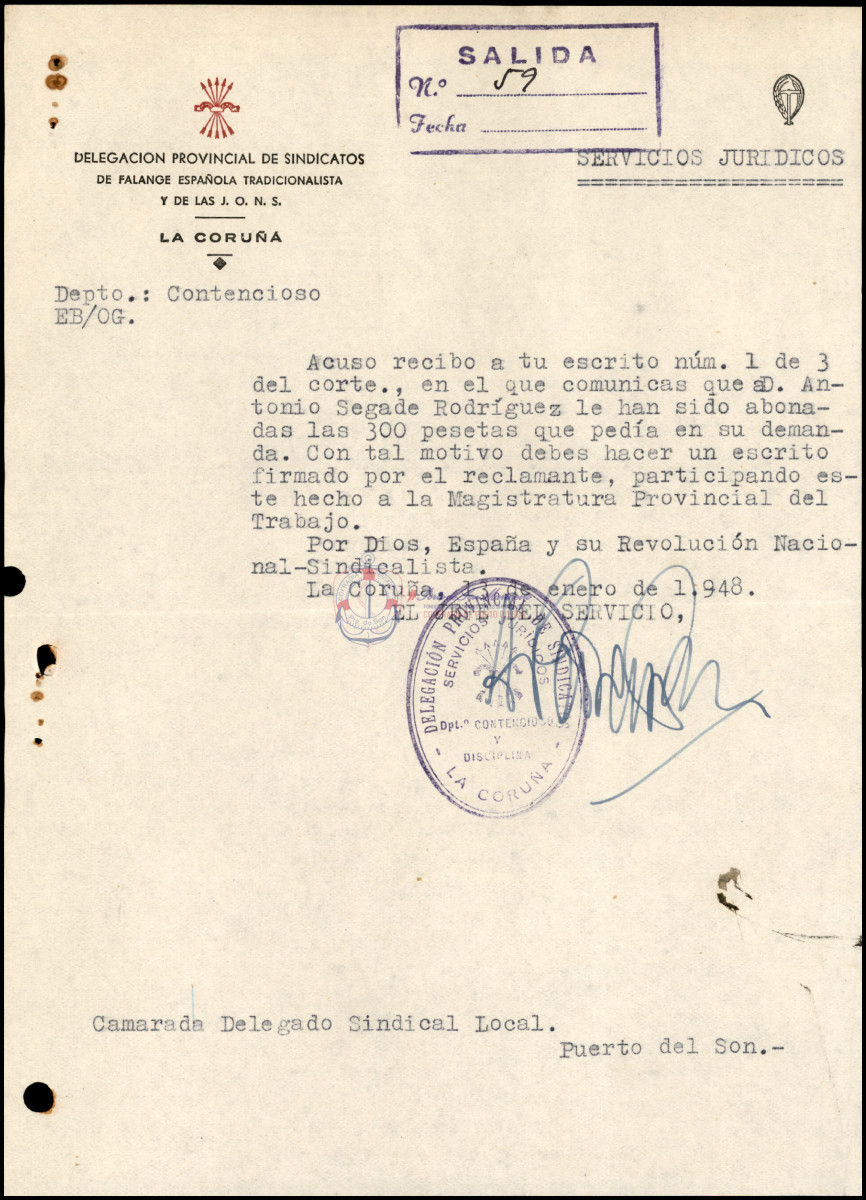 SALIDA
N.º 59
Fecha
DELEGACION PROVINCIAL DE SINDICATOS
DE FALANGE ESPAÑOLA TRADICIONALISTA
Y DE LAS J. O. N. S.
LA CORUÑA
SERVICIOS JURIDICOS
Depto.: Contencioso
EB/OG.
Acuso recibo a tu escrito núm. 1 de 3
del corte., en el que comunicas que aD. An-
tonio Segade Rodríguez le han sido abona-
das las 300 pesetas que pedía en su deman-
da. Con tal motivo debes hacer un escrito
firmado por el reclamante, participando es-
te hecho a la Magistratura Provincial del
Trabajo.
Por Dios, España y su Revolución Nacio-
nal-Sindicalista.
La Coruña, 13 de enero de 1.948.
EL DEL SERVICIO,
DELEGACIÓN PROVINCIAL DE SINDICA
SERVICIOS JURIDICOS
Dpt.º CONTENCIOSO
Y
DISCIPLINA
- LA CORUÑA -
Camarada Delegado Sindical Local.
Puerto del Son.-